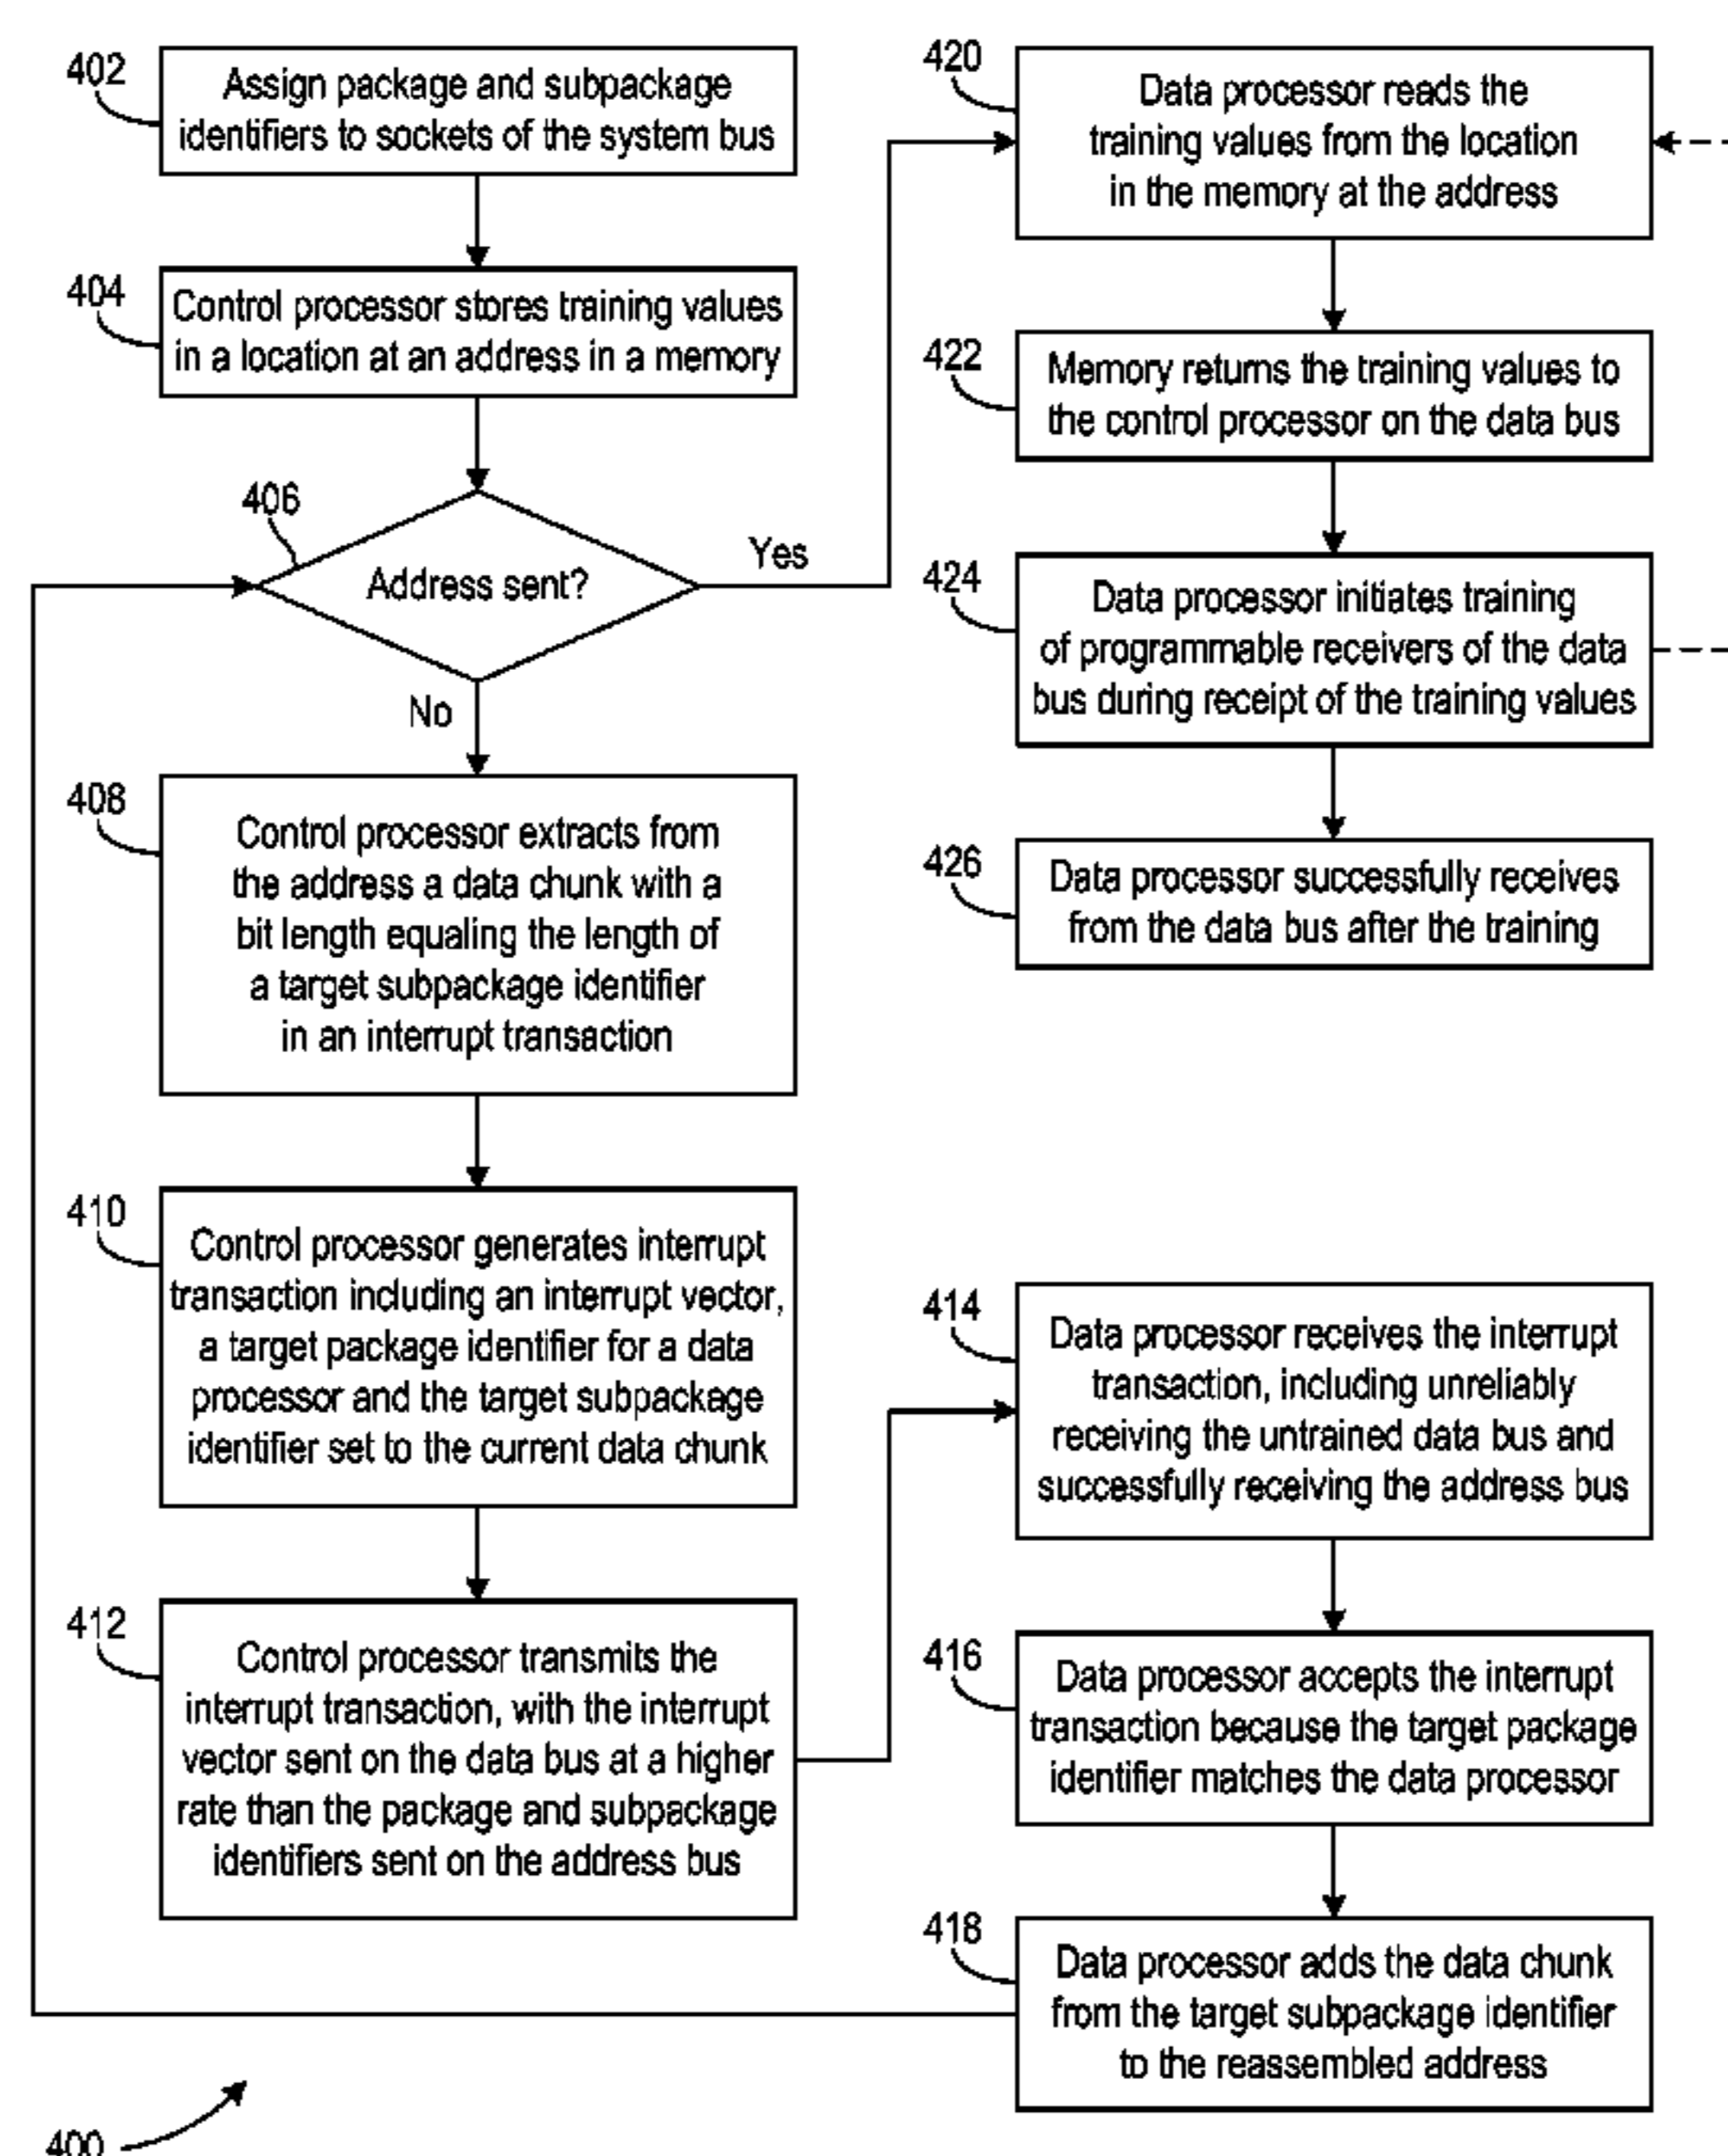 402
Assign package and subpackage
identifiers to sockets of the system bus
404
Control processor stores training values
in a location at an address in a memory
406
Address sent?
Yes
No
408
Control processor extracts from
the address a data chunk with a
bit length equaling the length of
a target subpackage identifier
in an interrupt transaction
410
Control processor generates interrupt
transaction including an interrupt vector,
a target package identifier for a data
processor and the target subpackage
identifier set to the current data chunk
412
Control processor transmits the
interrupt transaction, with the interrupt
vector sent on the data bus at a higher
rate than the package and subpackage
identifiers sent on the address bus
414
Data processor receives the interrupt
transaction, including unreliably
receiving the untrained data bus and
successfully receiving the address bus
416
Data processor accepts the interrupt
transaction because the target package
identifier matches the data processor
418
Data processor adds the data chunk
from the target subpackage identifier
to the reassembled address
420
Data processor reads the
training values from the location
in the memory at the address
422
Memory returns the training values to
the control processor on the data bus
424
Data processor initiates training
of programmable receivers of the data
bus during receipt of the training values
426
Data processor successfully receives
from the data bus after the training
400